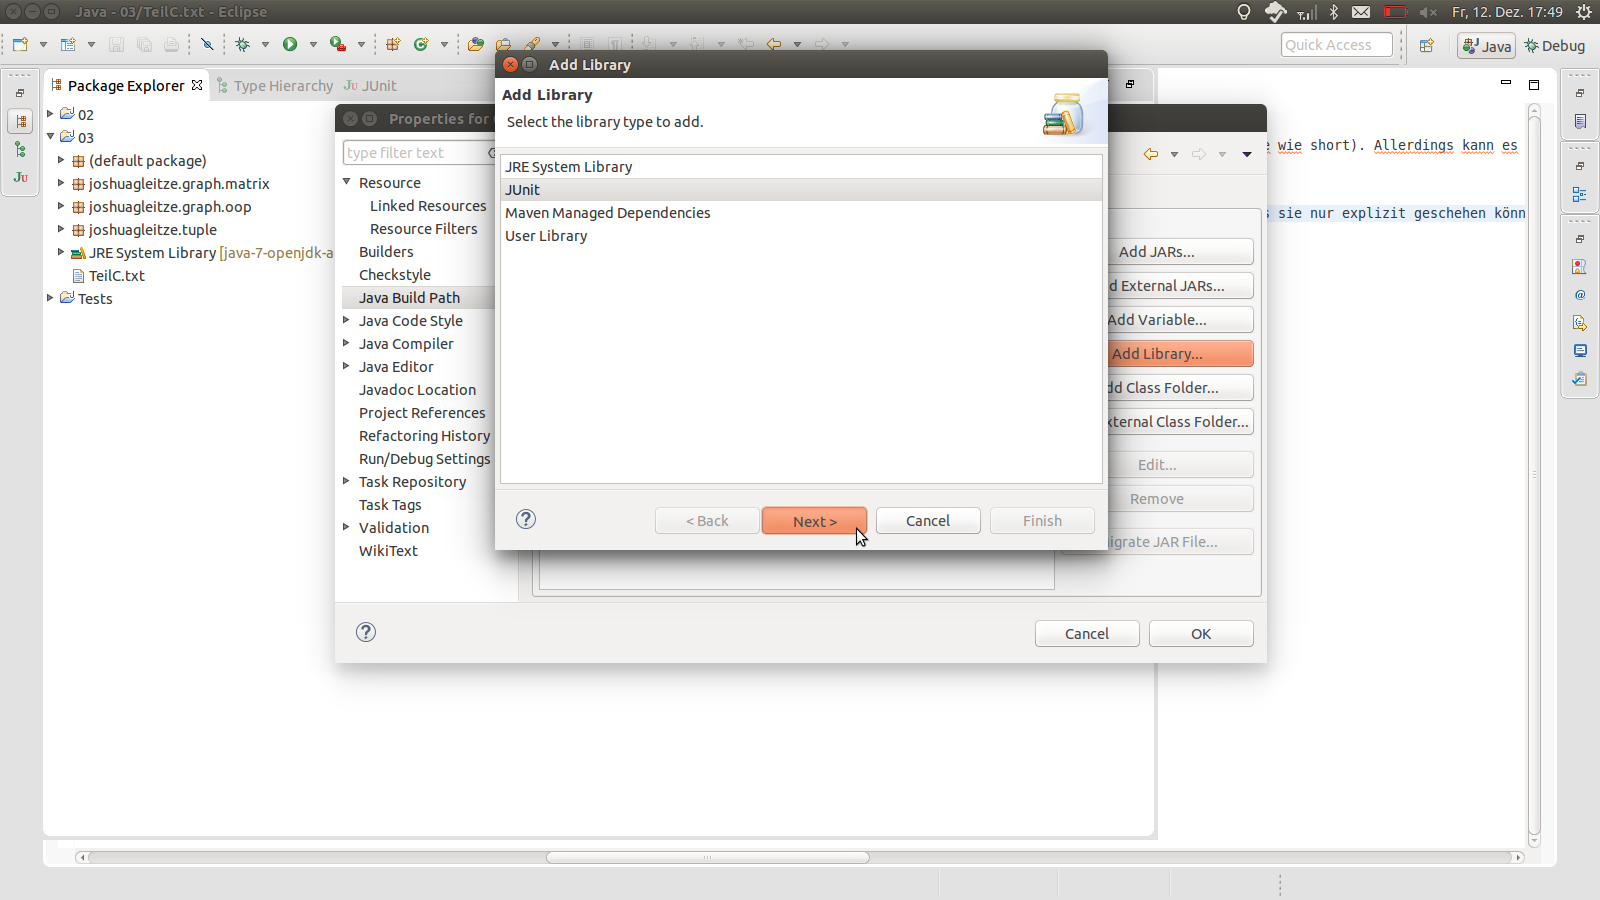 Java - 03/TeilC.txt - Eclipse
Fr, 12. Dez. 17:49
Quick Access
Java
Debug
Package Explorer
Type Hierarchy
JU JUnit
02
03
(default package)
joshuagleitze.graph.matrix
joshuagleitze.graph.oop
joshuagleitze.tuple
JRE System Library [java-7-openjdk-a
TeilC.txt
Tests
JU
Properties for
type filter text
Resource
Linked Resources
Resource Filters
Builders
Checkstyle
Java Build Path
Java Code Style
Java Compiler
Java Editor
Javadoc Location
Project References
Refactoring History
Run/Debug Settings
Task Repository
Task Tags
Validation
WikiText
Add Library
Add Library
Select the library type to add.
JRE System Library
JUnit
Maven Managed Dependencies
User Library
?
< Back
Next >
Cancel
Finish
Add JARs...
d External JARs...
Add Variable...
Add Library...
dd Class Folder...
xternal Class Folder...
Edit...
Remove
igrate JAR File...
?
Cancel
OK
e wie short). Allerdings kann es
s sie nur explizit geschehen könn
@